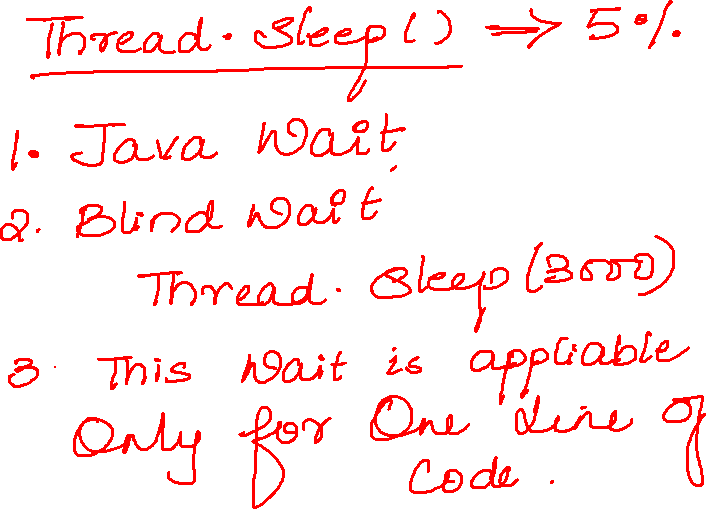 Thread. Sleep() => 5%
1. Java Wait
2. Blind Wait
Thread. Sleep (3000)
3. This Wait is appliable
Only for One Line of
Code.